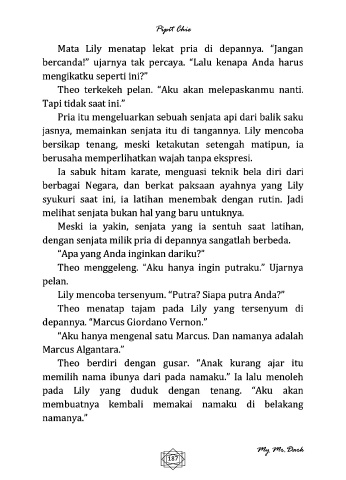 Pipit Chie
Mata Lily menatap lekat pria di depannya. “Jangan
bercanda!” ujarnya tak percaya. “Lalu kenapa Anda harus
mengikatku seperti ini?”
Theo terkekeh pelan. “Aku akan melepaskanmu nanti.
Tapi tidak saat ini.”
Pria itu mengeluarkan sebuah senjata api dari balik saku
jasnya, memainkan senjata itu di tangannya. Lily mencoba
bersikap tenang, meski ketakutan setengah matipun, ia
berusaha memperlihatkan wajah tanpa ekspresi.
Ia sabuk hitam karate, menguasi teknik bela diri dari
berbagai Negara, dan berkat paksaan ayahnya yang Lily
syukuri saat ini, ia latihan menembak dengan rutin. Jadi
melihat senjata bukan hal yang baru untuknya.
Meski ia yakin, senjata yang ia sentuh saat latihan,
dengan senjata milik pria di depannya sangatlah berbeda.
“Apa yang Anda inginkan dariku?”
Theo menggeleng. “Aku hanya ingin putraku.” Ujarnya
pelan.
Lily mencoba tersenyum. “Putra? Siapa putra Anda?”
Theo menatap tajam pada Lily yang tersenyum di
depannya. “Marcus Giordano Vernon.”
“Aku hanya mengenal satu Marcus. Dan namanya adalah
Marcus Algantara.”
Theo berdiri dengan gusar. “Anak kurang ajar itu
memilih nama ibunya dari pada namaku.” Ia lalu menoleh
pada Lily yang duduk dengan tenang. “Aku akan
membuatnya kembali memakai namaku di belakang
namanya.”
187
My Mr. Dark